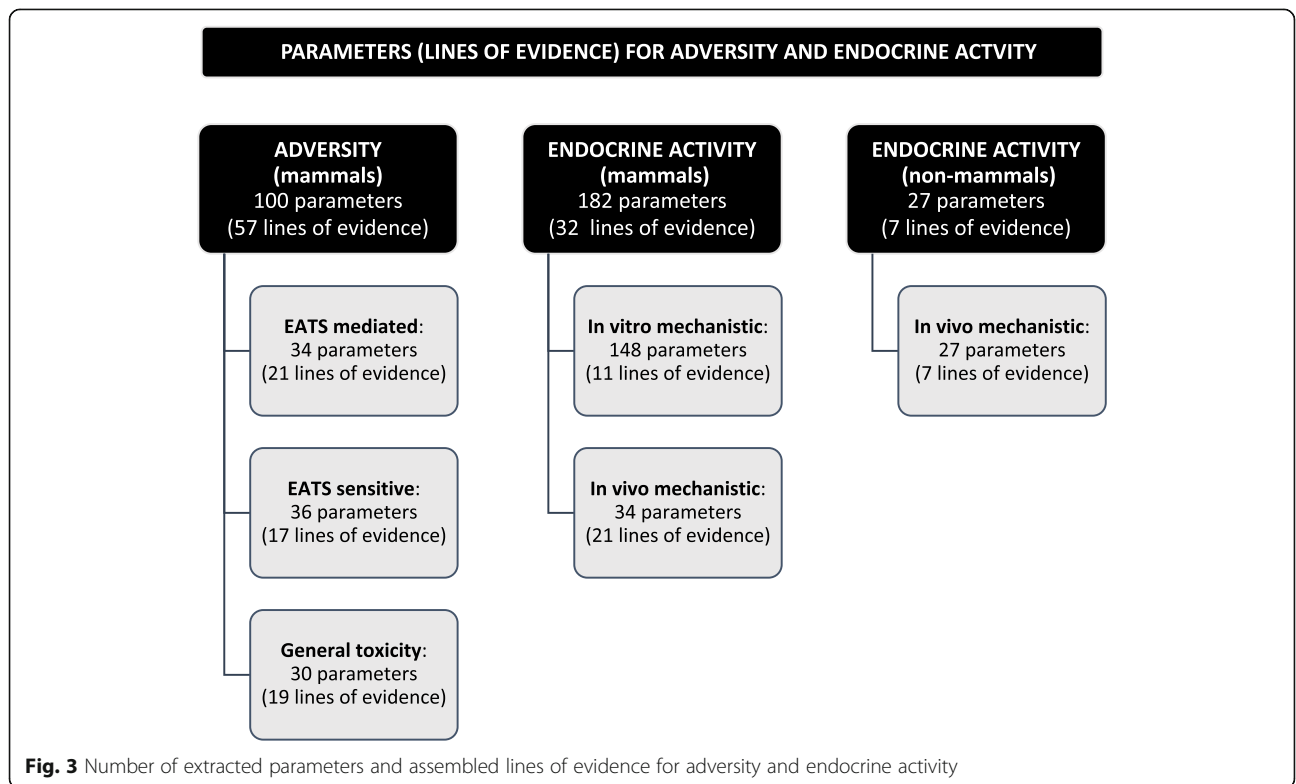 PARAMETERS (LINES OF EVIDENCE) FOR ADVERSITY AND ENDOCRINE ACTVITY
ADVERSITY
(mammals)
100 parameters
(57 lines of evidence)
EATS mediated:
34 parameters
(21 lines of evidence)
EATS sensitive:
36 parameters
(17 lines of evidence)
General toxicity:
30 parameters
(19 lines of evidence)
ENDOCRINE ACTIVITY
(mammals)
182 parameters
(32 lines of evidence)
In vitro mechanistic:
148 parameters
(11 lines of evidence)
In vivo mechanistic:
34 parameters
(21 lines of evidence)
ENDOCRINE ACTIVITY
(non-mammals)
27 parameters
(7 lines of evidence)
In vivo mechanistic:
27 parameters
(7 lines of evidence)
Fig. 3 Number of extracted parameters and assembled lines of evidence for adversity and endocrine activity